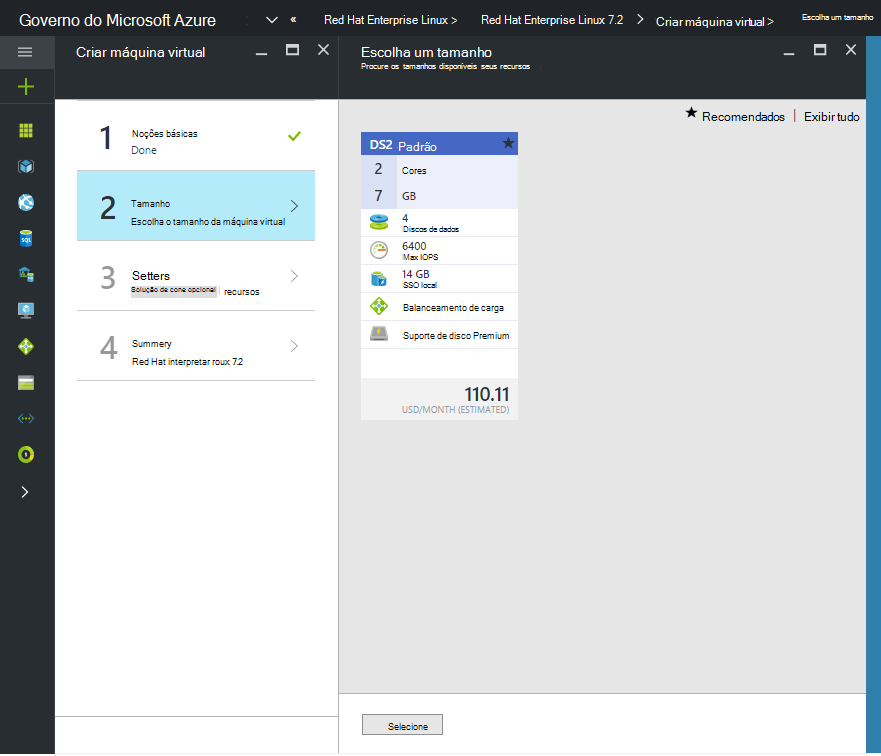 Governo do Microsoft Azure
«
Red Hat Enterprise Linux >
Red Hat Enterprise Linux 7.2 >
Criar máquina virtual >
Escolha um tamanho
Criar máquina virtual
1
Noções básicas
Done
2
Tamanho
Escolha o tamanho da máquina virtual
3
Setters
Solução de cone opcional recursos
4
Summery
Red Hat interpretar roux 7.2
Escolha um tamanho
Procure os tamanhos disponíveis seus recursos
★ Recomendados | Exibir tudo
DS2 Padrão ★
2 Cores
7 GB
4
Discos de dados
6400
Max IOPS
14 GB
SSO local
Balanceamento de carga
Suporte de disco Premium
110.11
USD/MONTH (ESTIMATED)
Selecione
SQL